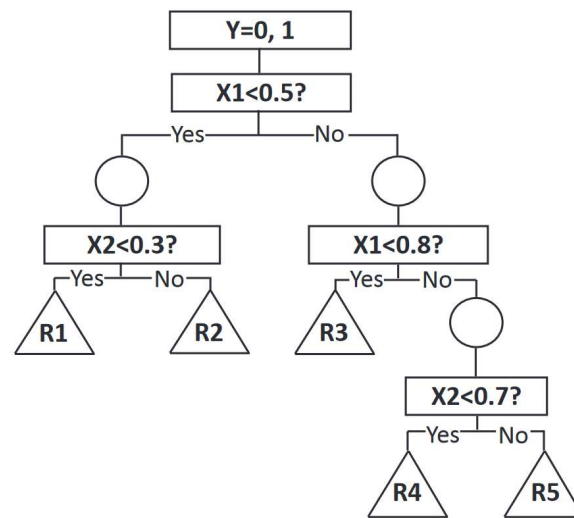 Y=0, 1
X1<0.5?
Yes No
X2<0.3? X1<0.8?
Yes No Yes No
R1 R2 R3
X2<0.7?
Yes No
R4 R5